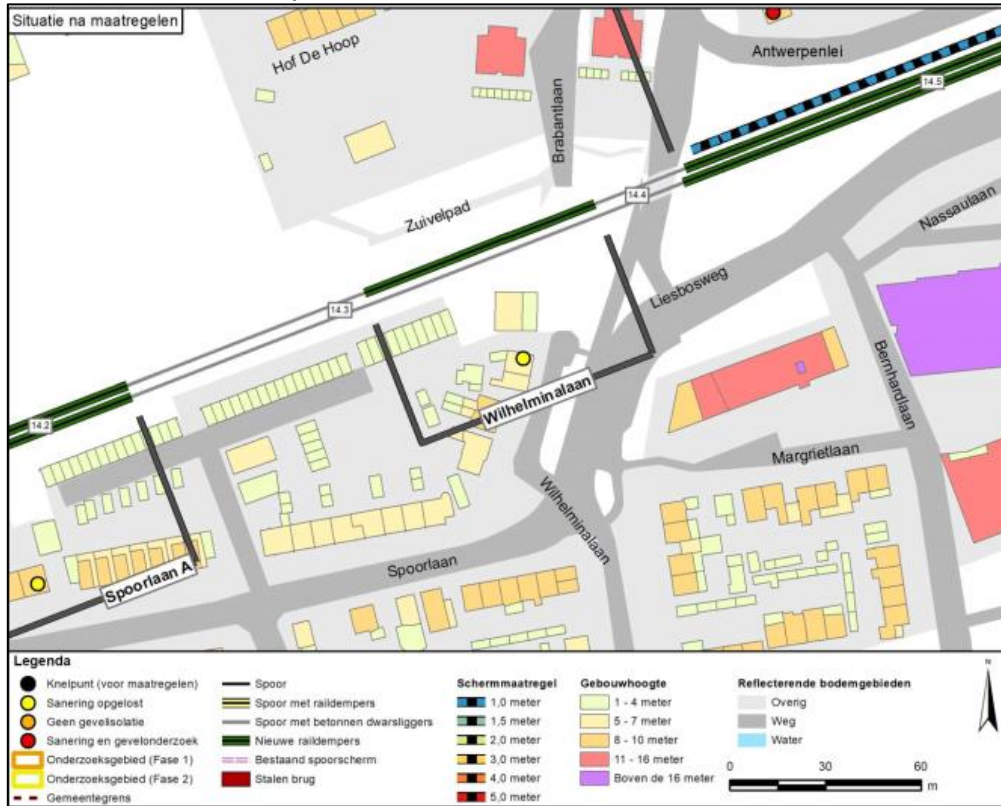 Situatie na maatregelen
Hof De Hoop
Antwerpenlei
Brabantlaan
14.5
Zuivelpad
14.4
Nassaulaan
Liesbosweg
14.3
Bernhardlaan
Wilhelminalaan
14.2
Margrietlaan
Wilhelminalaan
Spoorlaan
Spoorlaan A
Legenda
Knelpunt (voor maatregelen)
Sanering opgelost
Geen gevelisolatie
Sanering en gevelonderzoek
Onderzoeksgebied (Fase 1)
Onderzoeksgebied (Fase 2)
Gemeentegrens
Spoor
Spoor met raildempers
Spoor met betonnen dwarsliggers
Nieuwe raildempers
Bestaand spoorscherm
Stalen brug
Schermmaatregel
1,0 meter
1,5 meter
2,0 meter
3,0 meter
4,0 meter
5,0 meter
Gebouwhoogte
1 - 4 meter
5 - 7 meter
8 - 10 meter
11 - 16 meter
Boven de 16 meter
Reflecterende bodemgebieden
Overig
Weg
Water
N
0 30 60
m